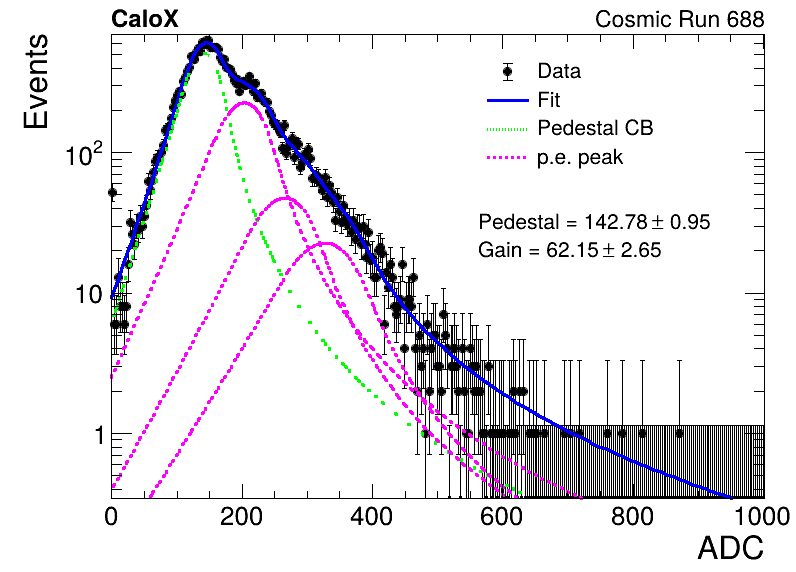 CaloX
Cosmic Run 688
Events
Data
Fit
Pedestal CB
p.e. peak
Pedestal = 142.78 ± 0.95
Gain = 62.15 ± 2.65
10²
10
1
0 200 400 600 800 1000
ADC